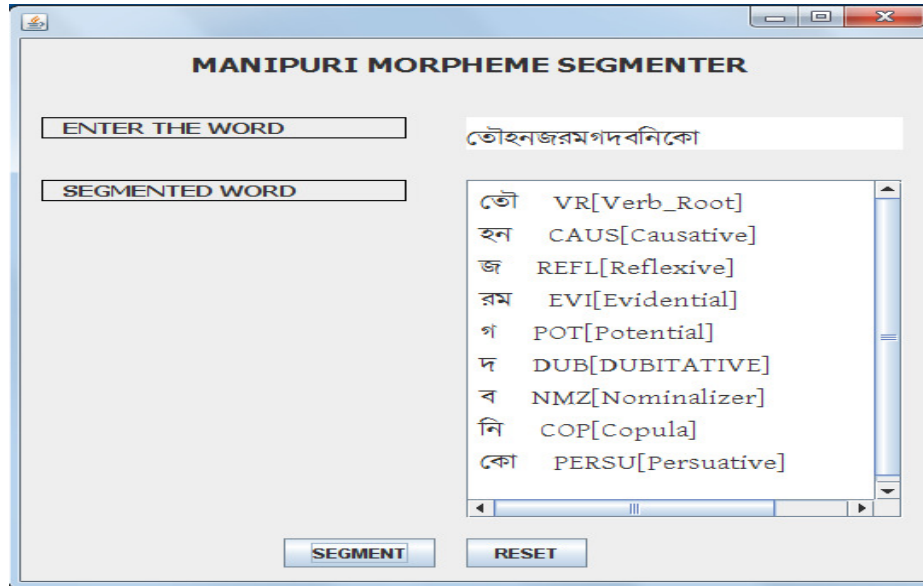 MANIPURI MORPHEME SEGMENTER
ENTER THE WORD
তৌহনজরমগদবনিকো
SEGMENTED WORD
তৌ VR[Verb_Root]
হন CAUS[Causative]
জ REFL[Reflexive]
রম EVI[Evidential]
গ POT[Potential]
দ DUB[DUBITATIVE]
ব NMZ[Nominalizer]
নি COP[Copula]
কো PERSU[Persuative]
SEGMENT RESET